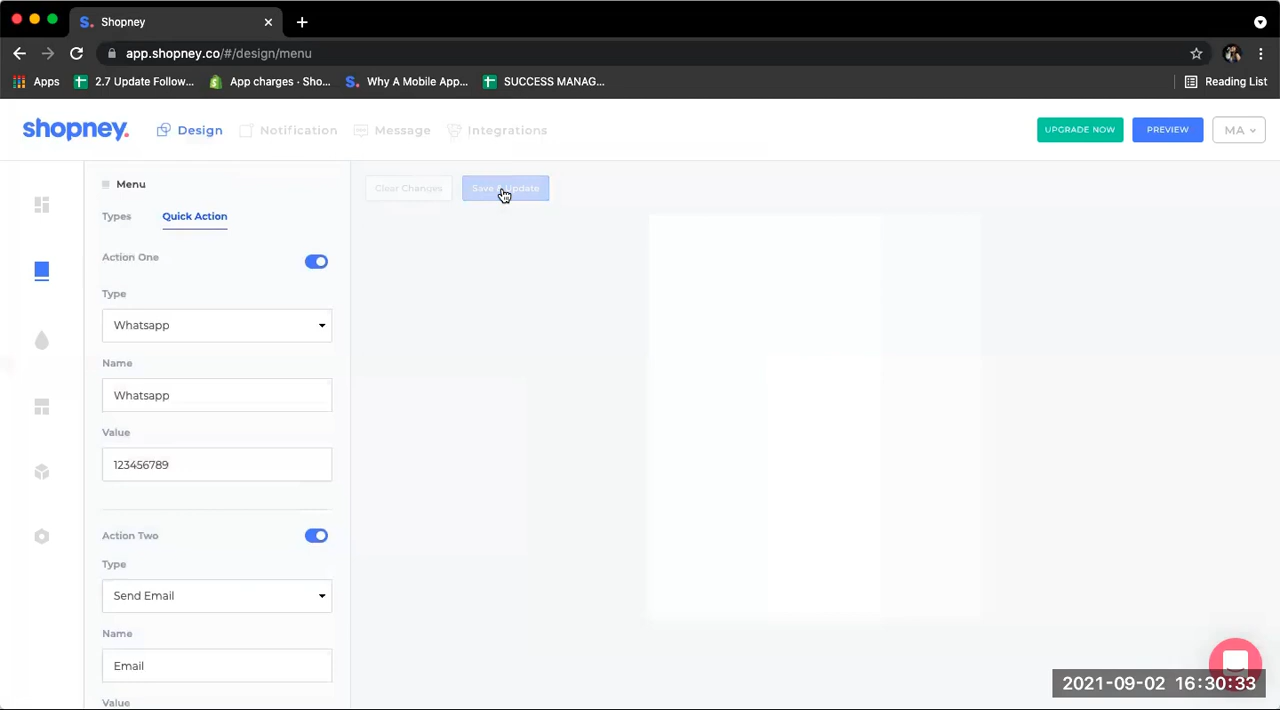 Shopney
app.shopney.co/#/design/menu
Apps
2.7 Update Follow...
App charges · Sho...
Why A Mobile App...
SUCCESS MANAG...
Reading List
shopney.
Design
Notification
Message
Integrations
UPGRADE NOW
PREVIEW
MA
Menu
Clear Changes
Save & Update
Types
Quick Action
Action One
Type
Whatsapp
Name
Whatsapp
Value
123456789
Action Two
Type
Send Email
Name
Email
Value
2021-09-02 16:30:33